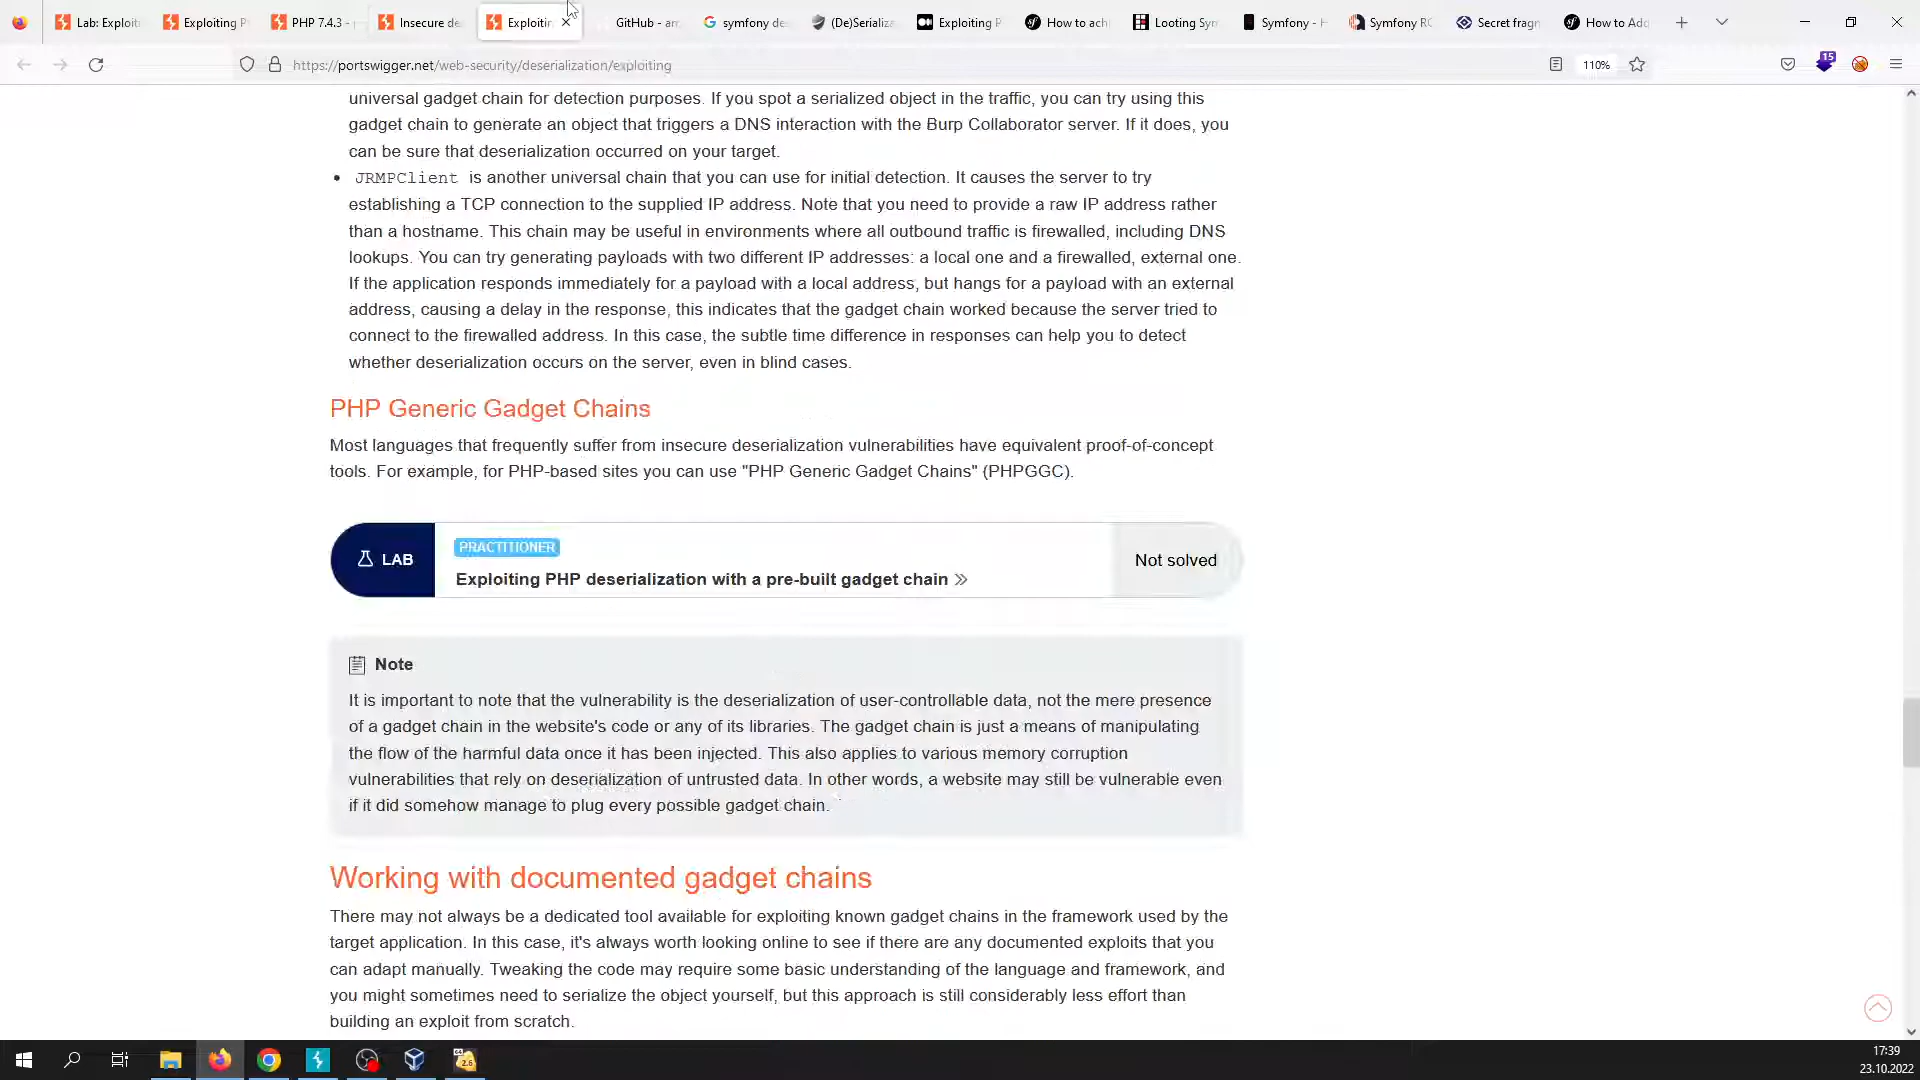 Lab: Exploiti
Exploiting P
PHP 7.4.3 -
Insecure de
Exploitin
GitHub - am
symfony de
(De)Serializa
Exploiting P
How to ach
Looting Sym
Symfony - H
Symfony RC
Secret fragn
How to Add
https://portswigger.net/web-security/deserialization/exploiting
110%
15
universal gadget chain for detection purposes. If you spot a serialized object in the traffic, you can try using this
gadget chain to generate an object that triggers a DNS interaction with the Burp Collaborator server. If it does, you
can be sure that deserialization occurred on your target.
• JRMPClient is another universal chain that you can use for initial detection. It causes the server to try
establishing a TCP connection to the supplied IP address. Note that you need to provide a raw IP address rather
than a hostname. This chain may be useful in environments where all outbound traffic is firewalled, including DNS
lookups. You can try generating payloads with two different IP addresses: a local one and a firewalled, external one.
If the application responds immediately for a payload with a local address, but hangs for a payload with an external
address, causing a delay in the response, this indicates that the gadget chain worked because the server tried to
connect to the firewalled address. In this case, the subtle time difference in responses can help you to detect
whether deserialization occurs on the server, even in blind cases.
PHP Generic Gadget Chains
Most languages that frequently suffer from insecure deserialization vulnerabilities have equivalent proof-of-concept
tools. For example, for PHP-based sites you can use "PHP Generic Gadget Chains" (PHPGGC).
LAB
PRACTITIONER
Exploiting PHP deserialization with a pre-built gadget chain
Not solved
Note
It is important to note that the vulnerability is the deserialization of user-controllable data, not the mere presence
of a gadget chain in the website's code or any of its libraries. The gadget chain is just a means of manipulating
the flow of the harmful data once it has been injected. This also applies to various memory corruption
vulnerabilities that rely on deserialization of untrusted data. In other words, a website may still be vulnerable even
if it did somehow manage to plug every possible gadget chain.
Working with documented gadget chains
There may not always be a dedicated tool available for exploiting known gadget chains in the framework used by the
target application. In this case, it's always worth looking online to see if there are any documented exploits that you
can adapt manually. Tweaking the code may require some basic understanding of the language and framework, and
you might sometimes need to serialize the object yourself, but this approach is still considerably less effort than
building an exploit from scratch.
2.6
17:39
23.10.2022